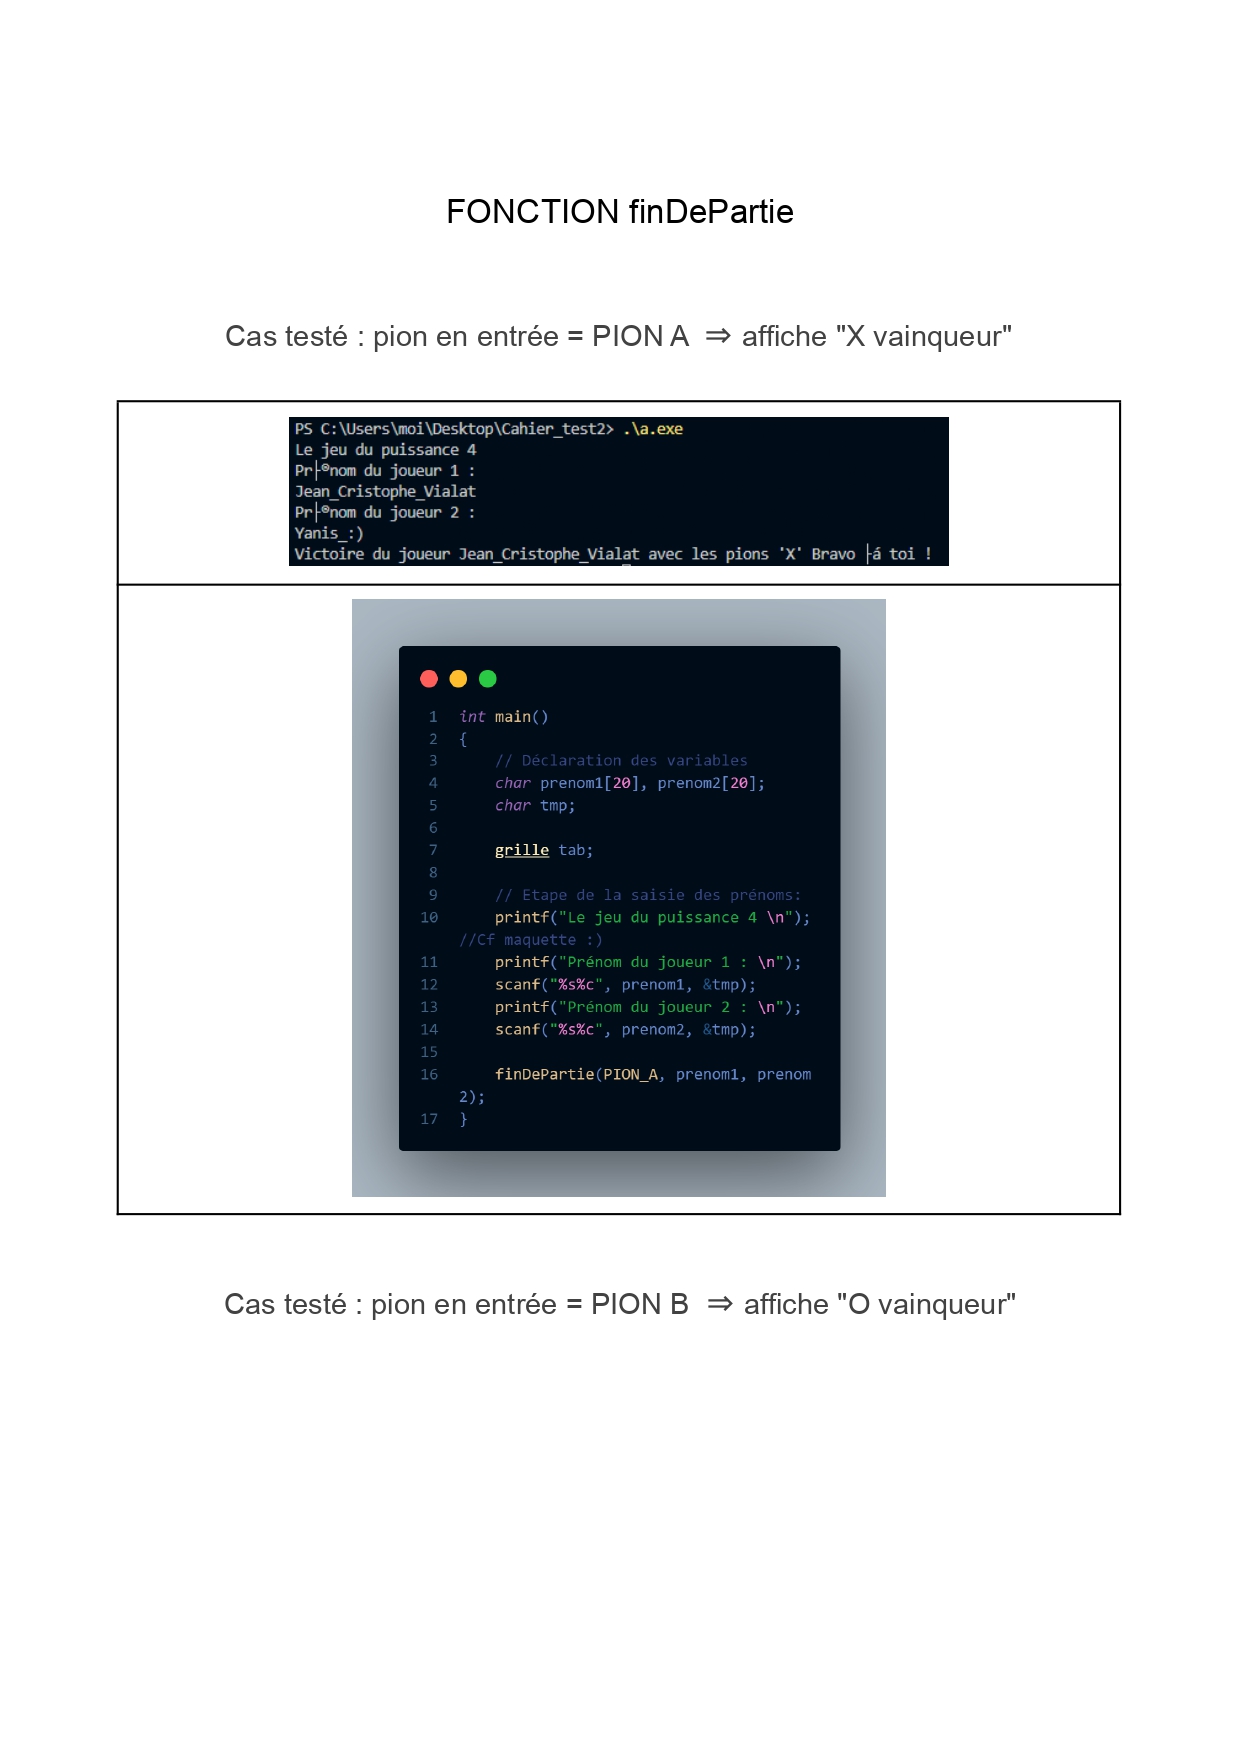 FONCTION finDePartie
Cas testé : pion en entrée = PION A ⇒ affiche "X vainqueur"
PS C:\Users\moi\Desktop\Cahier_test2> .\a.exe
Le jeu du puissance 4
Pr├®nom du joueur 1 :
Jean_Cristophe_Vialat
Pr├®nom du joueur 2 :
Yanis_:)
Victoire du joueur Jean_Cristophe_Vialat avec les pions 'X' Bravo ├á toi !
1 int main()
2 {
3 // Déclaration des variables
4 char prenom1[20], prenom2[20];
5 char tmp;
6
7 grille tab;
8
9 // Etape de la saisie des prénoms:
10 printf("Le jeu du puissance 4 \n");
//Cf maquette :)
11 printf("Prénom du joueur 1 : \n");
12 scanf("%s%c", prenom1, &tmp);
13 printf("Prénom du joueur 2 : \n");
14 scanf("%s%c", prenom2, &tmp);
15
16 finDePartie(PION_A, prenom1, prenom
2);
17 }
Cas testé : pion en entrée = PION B ⇒ affiche "O vainqueur"